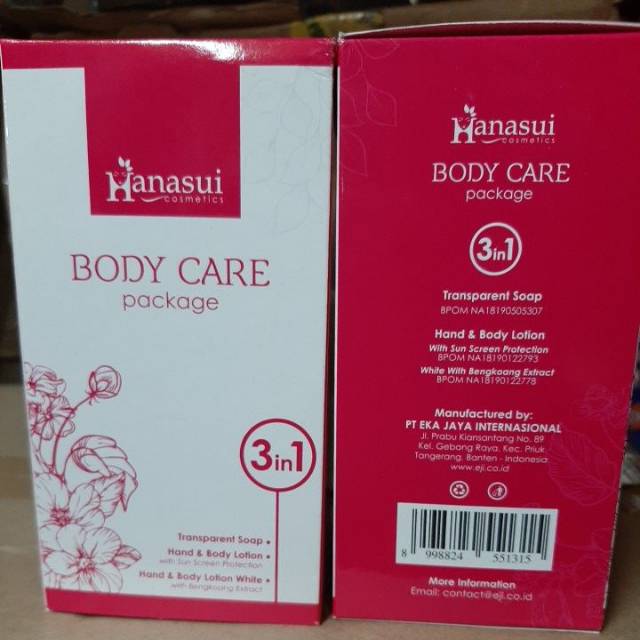 Hanasui
cosmetics
BODY CARE
package
3in1
Transparent Soap
Hand & Body Lotion
with Sun Screen Protection
Hand & Body Lotion White
with Bengkoang Extract
Hanasui
cosmetics
BODY CARE
package
3in1
Transparent Soap
BPOM NA18190505307
Hand & Body Lotion
With Sun Screen Protection
BPOM NA18190122793
White With Bengkoang Extract
BPOM NA18190122778
Manufactured by:
PT EKA JAYA INTERNASIONAL
Jl. Prabu Kiansantang No. 89
Kel. Gebang Raya, Kec. Priuk
Tangerang, Banten - Indonesia
www.eji.co.id
8 998824 551315
More Information
Email: contact@eji.co.id